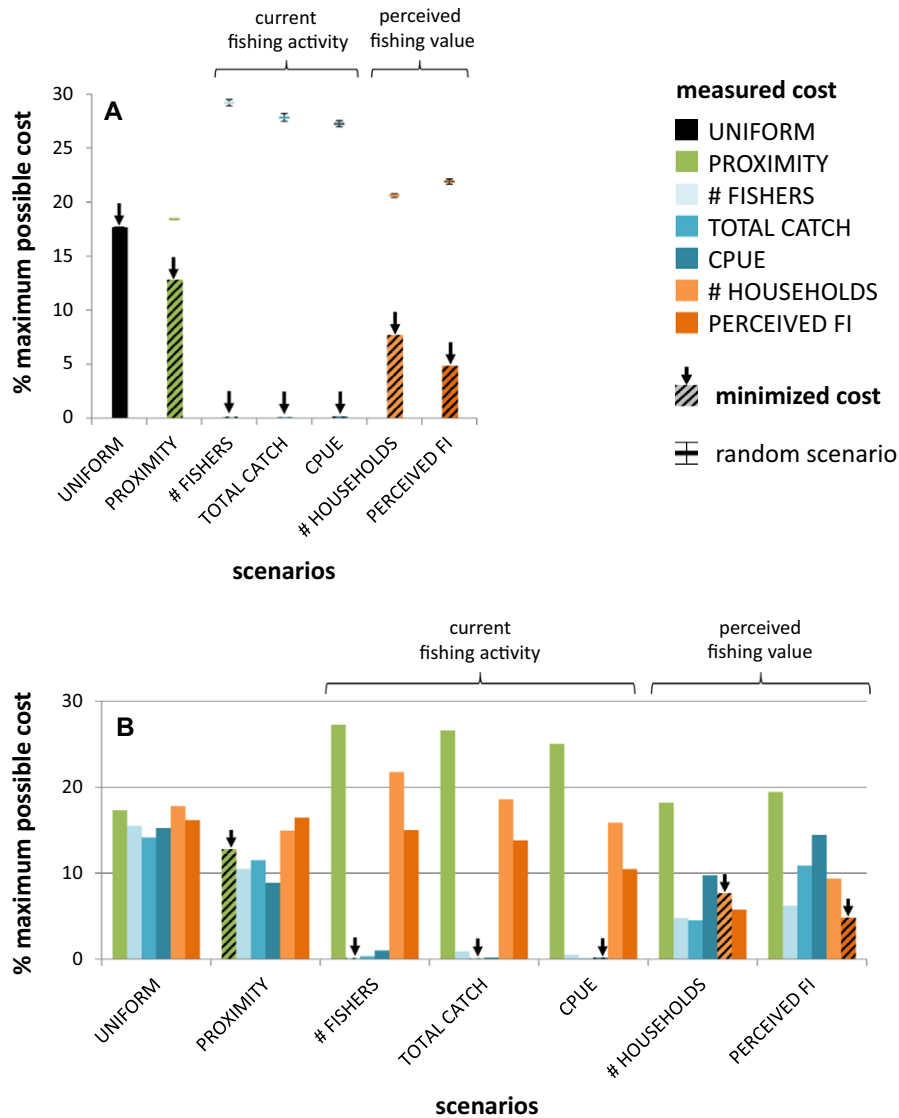 current
fishing activity
perceived
fishing value
A
30
25
20
15
10
5
0
% maximum possible cost
UNIFORM
PROXIMITY
# FISHERS
TOTAL CATCH
CPUE
# HOUSEHOLDS
PERCEIVED FI
scenarios
measured cost
UNIFORM
PROXIMITY
# FISHERS
TOTAL CATCH
CPUE
# HOUSEHOLDS
PERCEIVED FI
minimized cost
random scenario
current
fishing activity
perceived
fishing value
B
30
20
10
0
% maximum possible cost
UNIFORM
PROXIMITY
# FISHERS
TOTAL CATCH
CPUE
# HOUSEHOLDS
PERCEIVED FI
scenarios